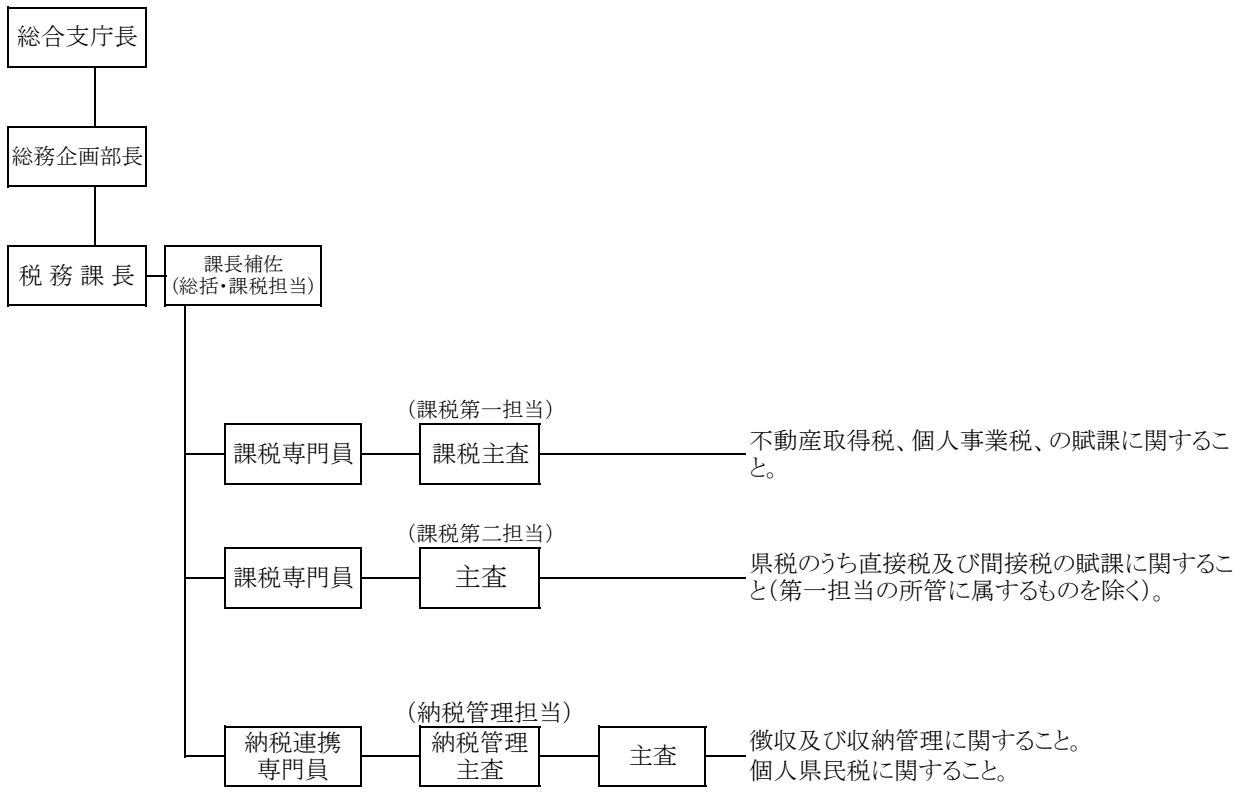 総合支庁長
総務企画部長
税務課長
課長補佐
(総括・課税担当)
(課税第一担当)
課税専門員
課税主査
不動産取得税、個人事業税、の賦課に関するこ
と。
(課税第二担当)
課税専門員
主査
県税のうち直接税及び間接税の賦課に関するこ
と(第一担当の所管に属するものを除く)。
(納税管理担当)
納税連携
専門員
納税管理
主査
主査
徴収及び収納管理に関すること。
個人県民税に関すること。